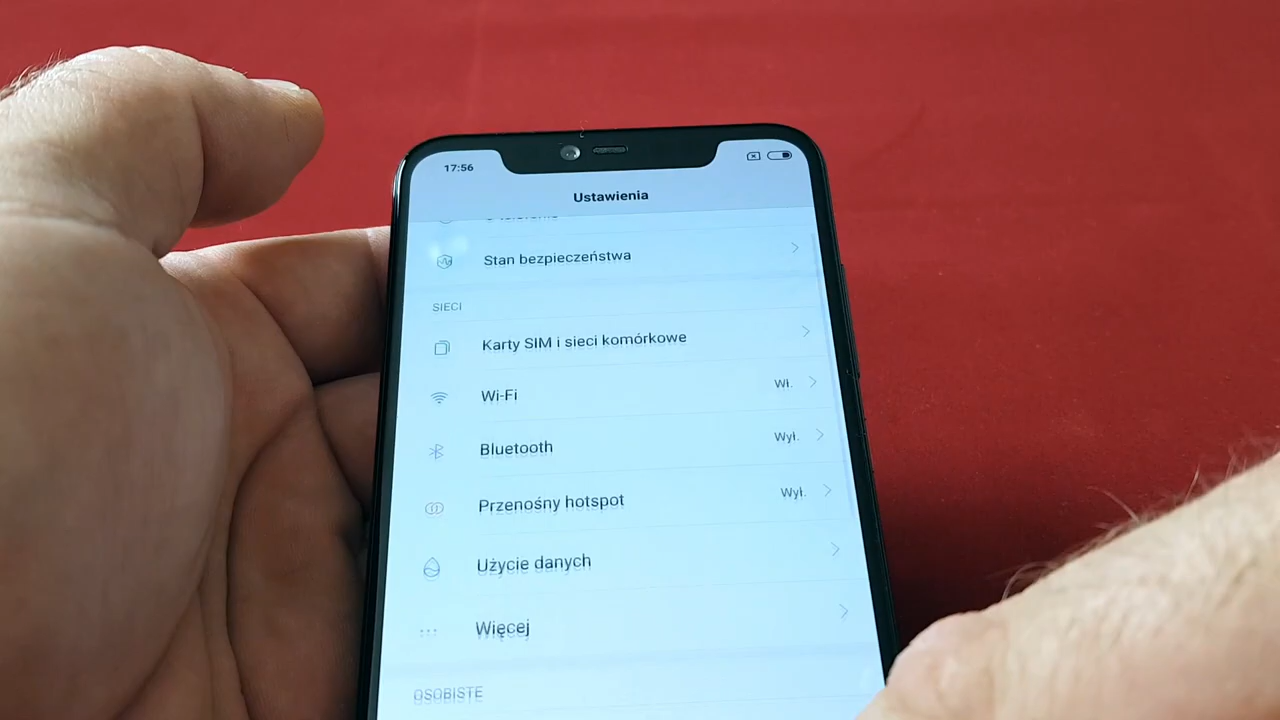 17:56
Ustawienia
Stan bezpieczeństwa
SIECI
Karty SIM i sieci komórkowe
Wi-Fi Wł.
Bluetooth Wył.
Przenośny hotspot Wył.
Użycie danych
Więcej
OSOBISTE